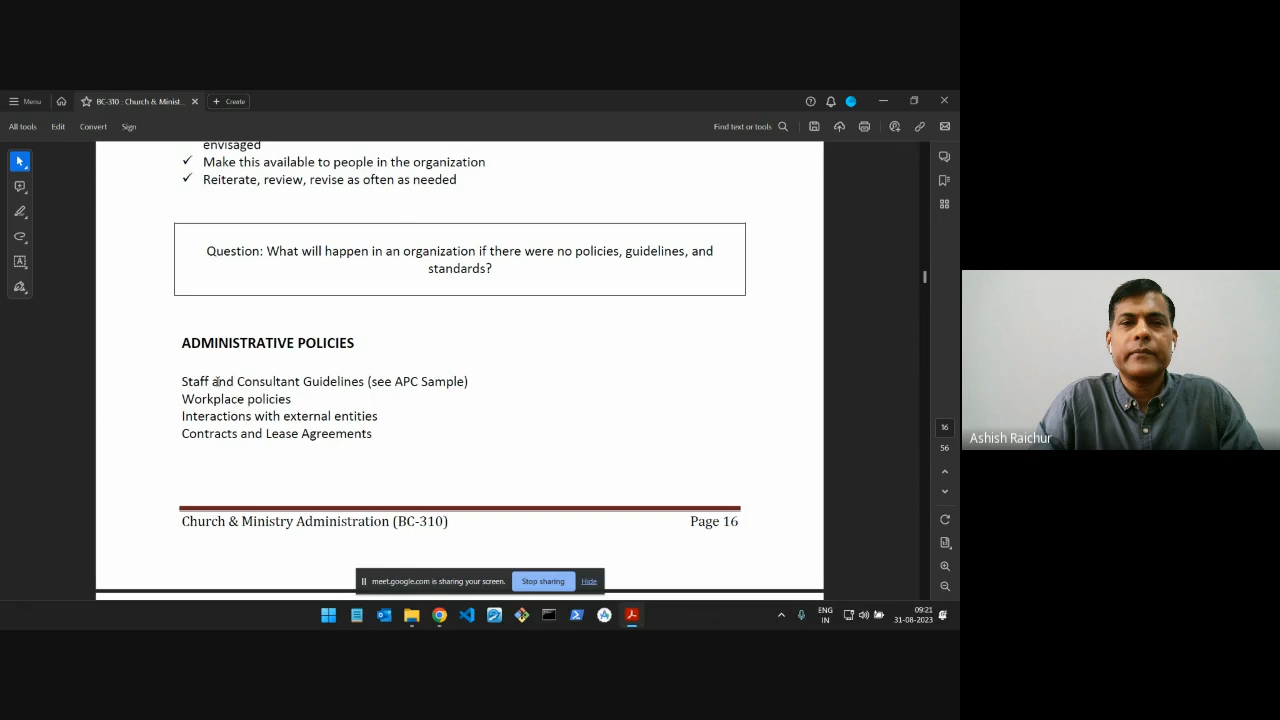 Menu
BC-310 : Church & Minist...
Create
All tools
Edit
Convert
Sign
Find text or tools
envisaged
✓ Make this available to people in the organization
✓ Reiterate, review, revise as often as needed
Question: What will happen in an organization if there were no policies, guidelines, and
standards?
ADMINISTRATIVE POLICIES
Staff and Consultant Guidelines (see APC Sample)
Workplace policies
Interactions with external entities
Contracts and Lease Agreements
Church & Ministry Administration (BC-310)
Page 16
16
56
Ashish Raichur
meet.google.com is sharing your screen.
Stop sharing
Hide
ENG
IN
09:21
31-08-2023